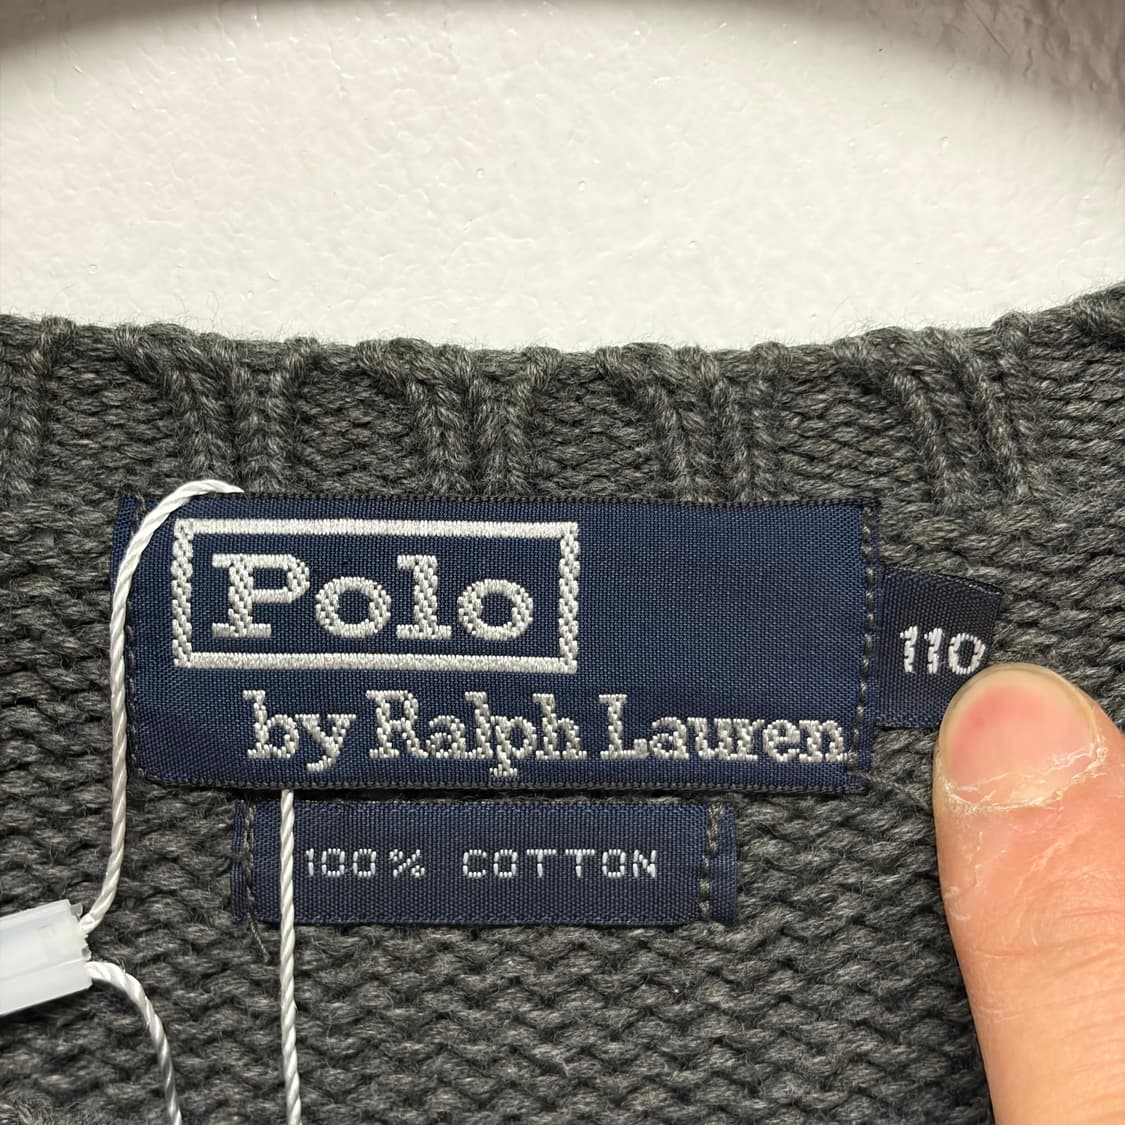 Polo
by Ralph Lauren
110
100% COTTON